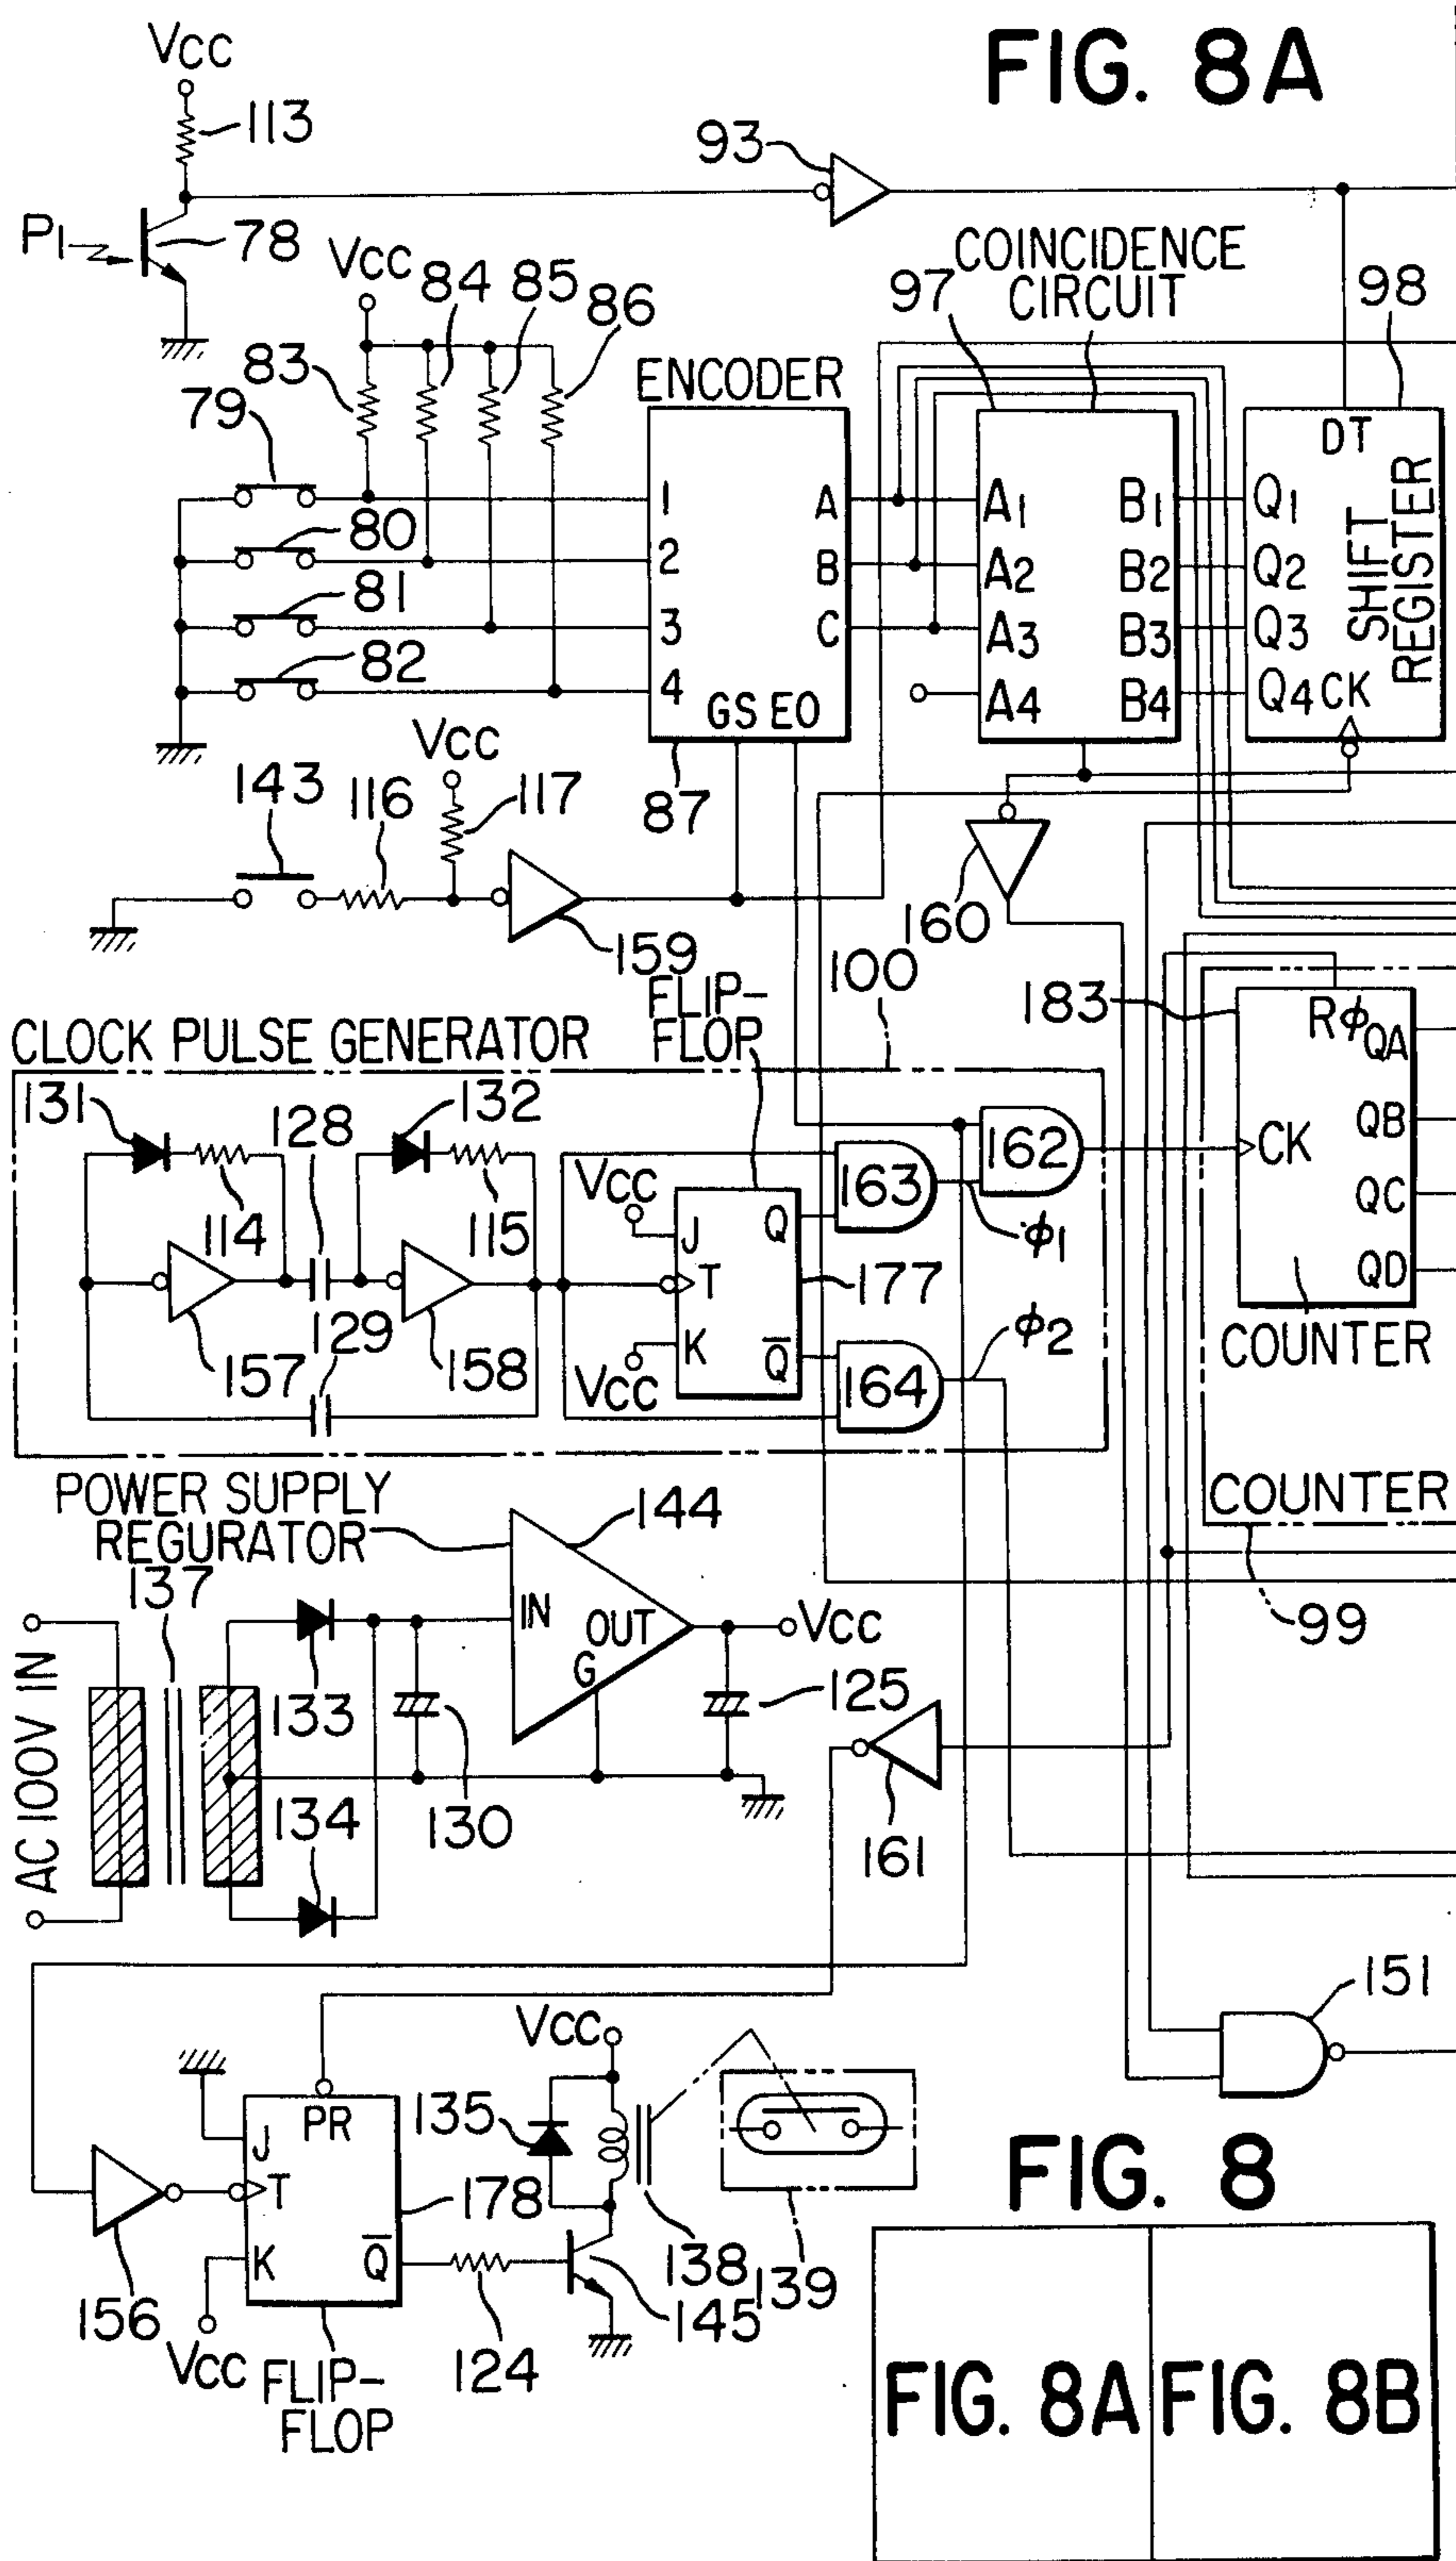 FIG. 8A
VCC
113
93
P1
78
VCC
84
85
86
83
79
80
81
82
ENCODER
1
2
3
4
A
B
C
GS EO
87
COINCIDENCE
CIRCUIT
97
A1
A2
A3
A4
B1
B2
B3
B4
98
DT
Q1
Q2
Q3
Q4 CK
SHIFT
REGISTER
143
116
VCC
117
159
160
100
FLIP-
FLOP
CLOCK PULSE GENERATOR
131
114
128
132
115
157
129
158
VCC
J
T
K
Q
Q̅
VCC
177
163
162
164
ϕ1
ϕ2
183
Rϕ
QA
QB
QC
QD
CK
COUNTER
COUNTER
99
POWER SUPPLY
REGURATOR
144
137
AC 100V IN
133
134
130
IN
OUT
G
VCC
125
161
151
156
J
PR
T
K
Q̅
178
VCC
FLIP-
FLOP
124
VCC
135
138
145
139
FIG. 8
FIG. 8A
FIG. 8B